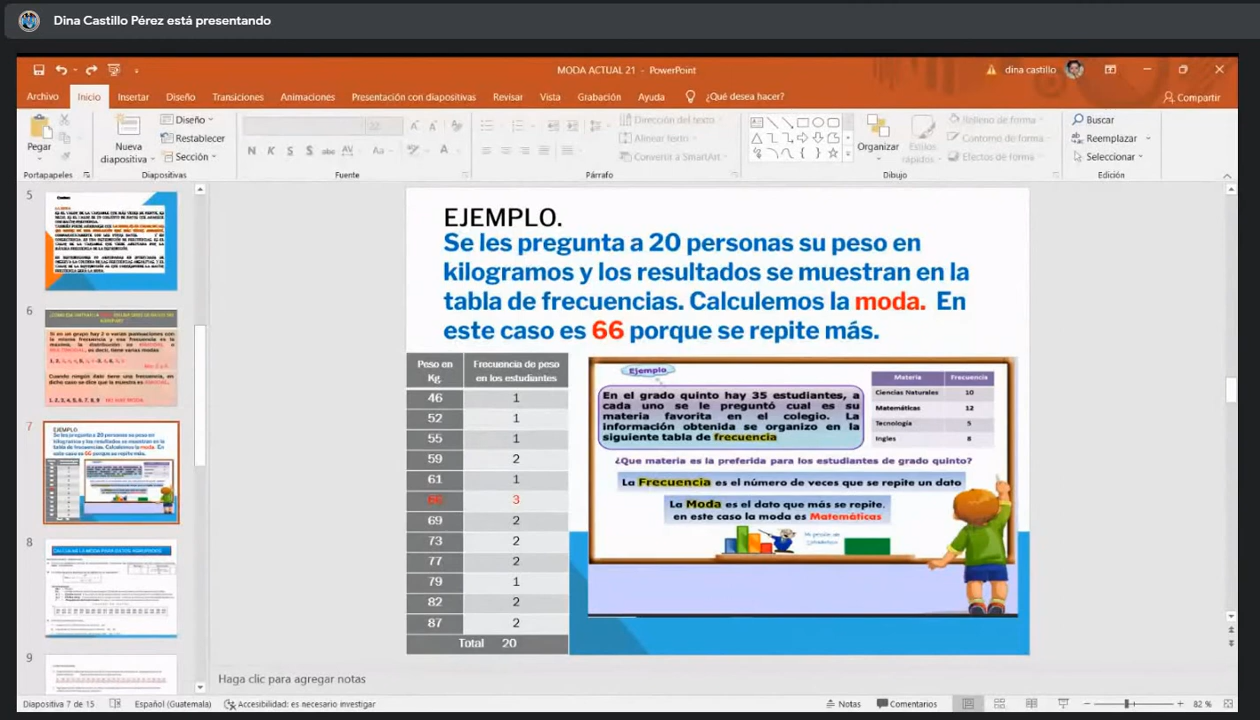 Dina Castillo Pérez está presentando
MODA ACTUAL 21 - PowerPoint
dina castillo
Archivo Inicio Insertar Diseño Transiciones Animaciones Presentación con diapositivas Revisar Vista Grabación Ayuda ¿Qué desea hacer?
Compartir
Pegar
Nueva diapositiva
Diseño
Restablecer
Sección
N K S S abc AV Aa A
Dirección del texto
Alinear texto
Convertir a SmartArt
Organizar
Estilos rápidos
Relleno de forma
Contorno de forma
Efectos de forma
Buscar
Reemplazar
Seleccionar
Portapapeles Diapositivas Fuente Párrafo Dibujo Edición
5
6
7
8
9
EJEMPLO.
Se les pregunta a 20 personas su peso en
kilogramos y los resultados se muestran en la
tabla de frecuencias. Calculemos la moda. En
este caso es 66 porque se repite más.
Peso en Kg. Frecuencia de peso en los estudiantes
46 1
52 1
55 1
59 2
61 1
66 3
69 2
73 2
77 2
79 1
82 2
87 2
Total 20
Ejemplo
En el grado quinto hay 35 estudiantes, a
cada uno se le preguntó cual es su
materia favorita en el colegio. La
información obtenida se organizo en la
siguiente tabla de frecuencia
Materia Frecuencia
Ciencias Naturales 10
Matemáticas 12
Tecnología 5
Ingles 8
¿Que materia es la preferida para los estudiantes de grado quinto?
La Frecuencia es el número de veces que se repite un dato
La Moda es el dato que más se repite.
en este caso la moda es Matemáticas
Haga clic para agregar notas
Diapositiva 7 de 15 Español (Guatemala) Accesibilidad: es necesario investigar Notas Comentarios 82 %